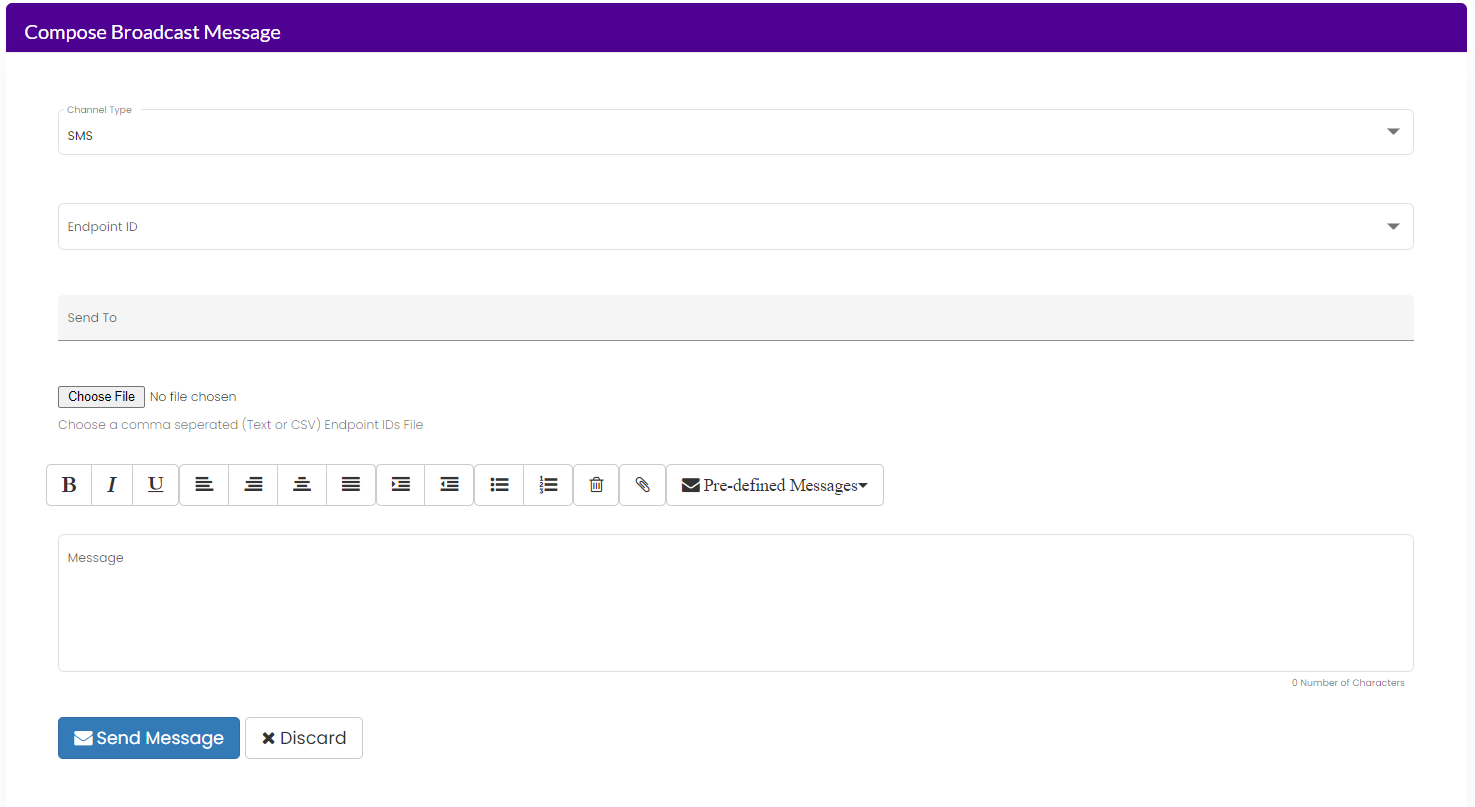 Compose Broadcast Message
Channel Type
SMS
Endpoint ID
Send To
Choose File No file chosen
Choose a comma seperated (Text or CSV) Endpoint IDs File
B I U Pre-defined Messages
Message
0 Number of Characters
Send Message Discard